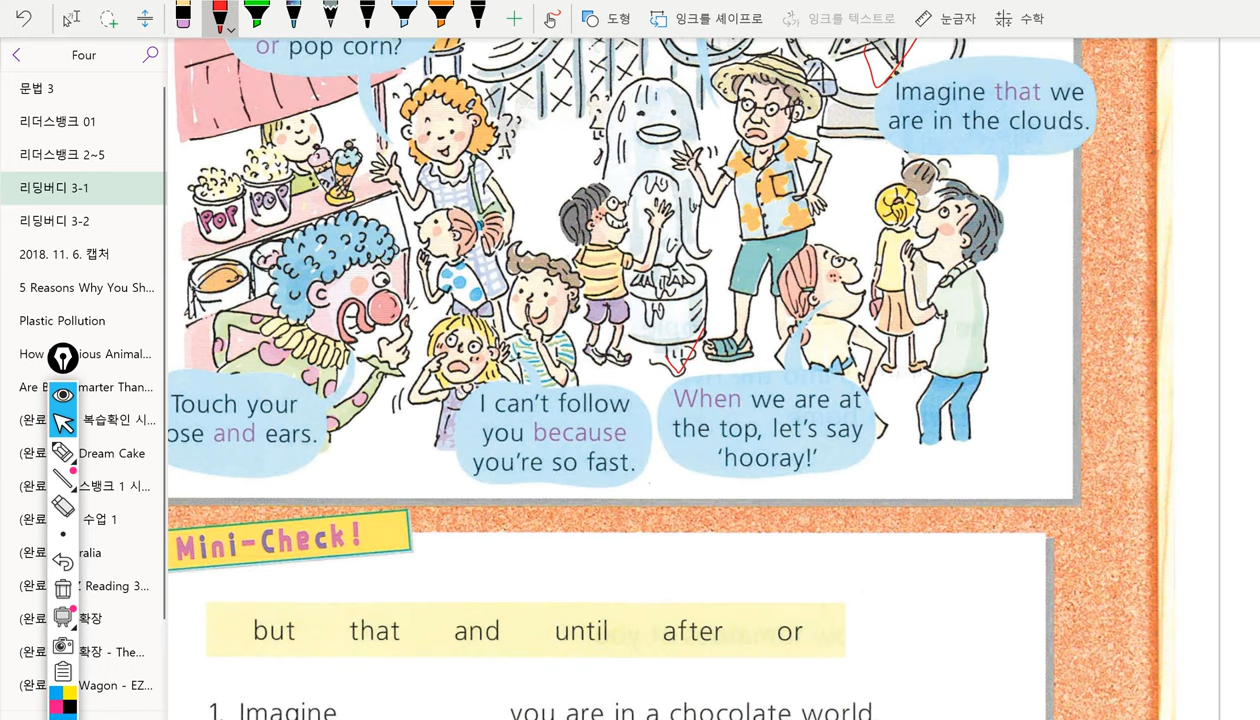 도형
잉크를 셰이프로
잉크를 텍스트로
눈금자
수학
Four
문법 3
리더스뱅크 01
리더스뱅크 2~5
리딩버디 3-1
리딩버디 3-2
2018. 11. 6. 캡처
5 Reasons Why You Sh...
Plastic Pollution
How
ious Animal...
Are B
marter Than...
(완료
복습확인 시...
(완료
Dream Cake
(완료
스뱅크 1 시...
(완료
수업 1
(완료
ralia
(완료
Reading 3...
(완료
확장
(완료
확장 - The...
(완료
Wagon - EZ...
or pop corn?
Imagine that we
are in the clouds.
POP
POP
Touch your
ose and ears.
I can't follow
you because
you're so fast.
When we are at
the top, let's say
'hooray!'
Mini-Check!
but that and until after or
1. Imagine you are in a chocolate world.